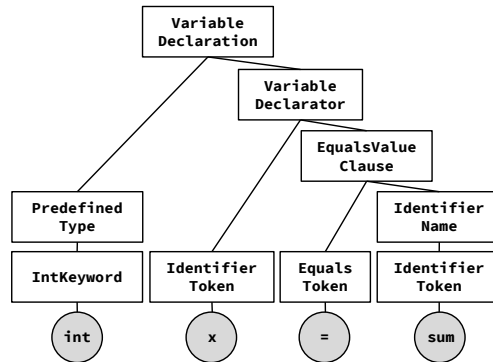 Variable
Declaration
Variable
Declarator
EqualsValue
Clause
Predefined
Type
Identifier
Name
IntKeyword
Identifier
Token
Equals
Token
Identifier
Token
int
x
=
sum